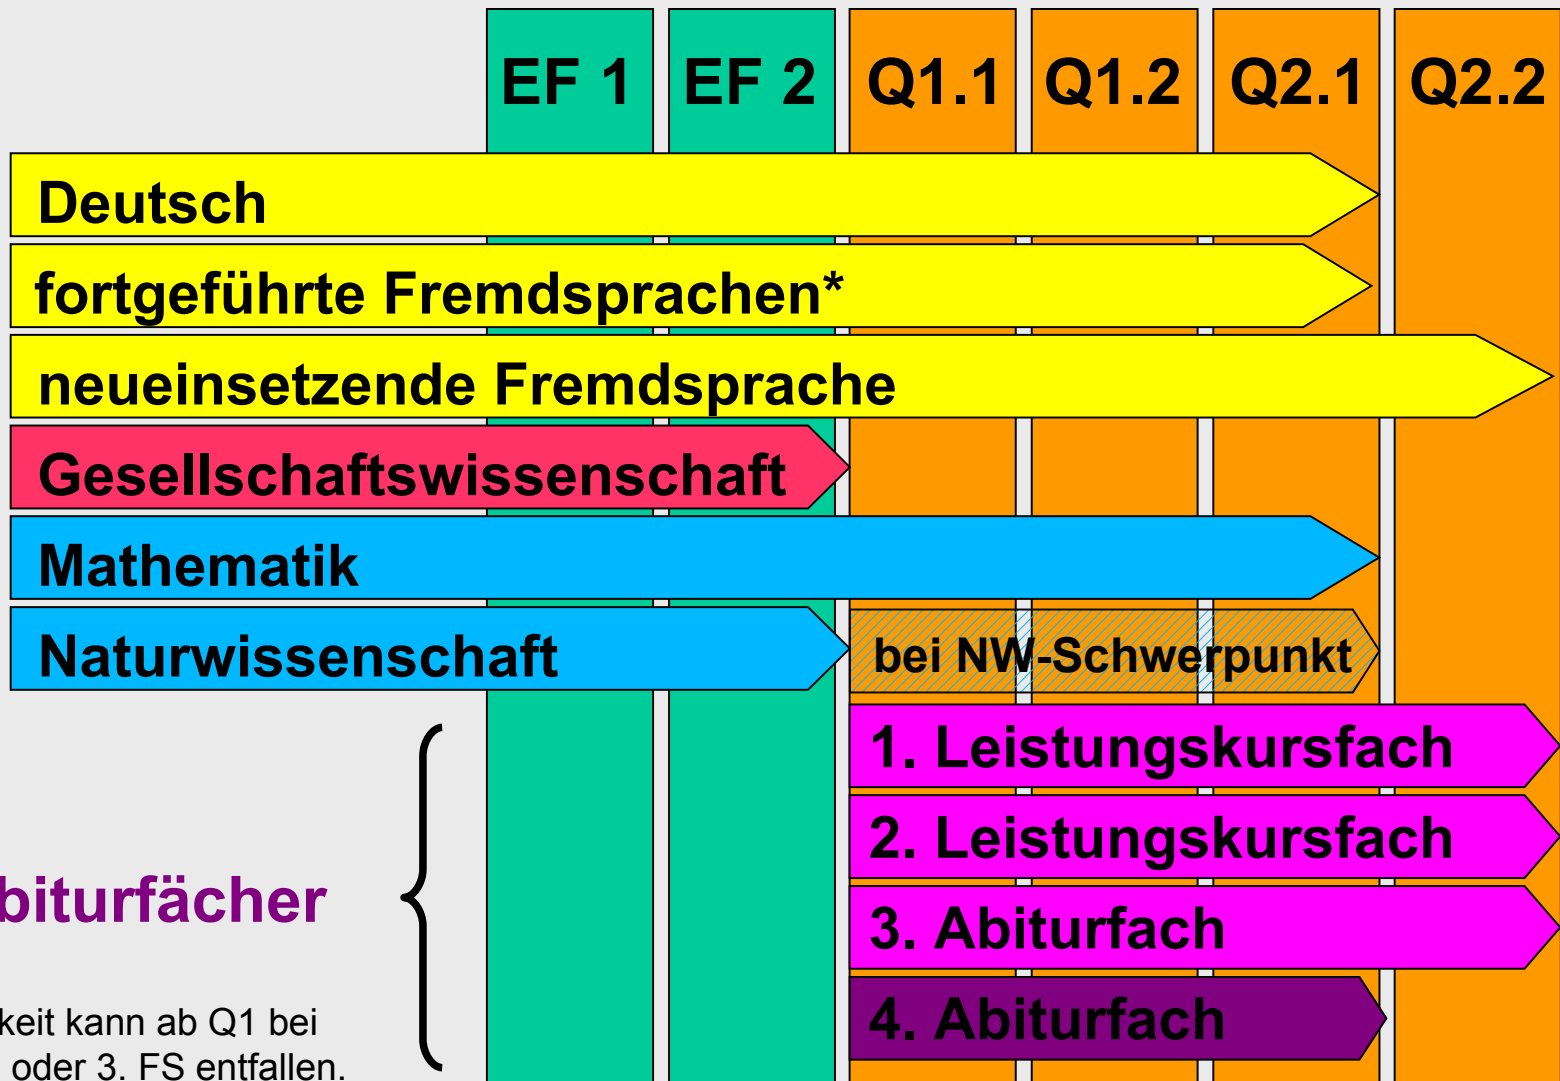 EF 1 EF 2 Q1.1 Q1.2 Q2.1 Q2.2
Deutsch
fortgeführte Fremdsprachen*
neueinsetzende Fremdsprache
Gesellschaftswissenschaft
Mathematik
Naturwissenschaft
bei NW-Schwerpunkt
1. Leistungskursfach
2. Leistungskursfach
biturfächer
3. Abiturfach
4. Abiturfach
keit kann ab Q1 bei
oder 3. FS entfallen.